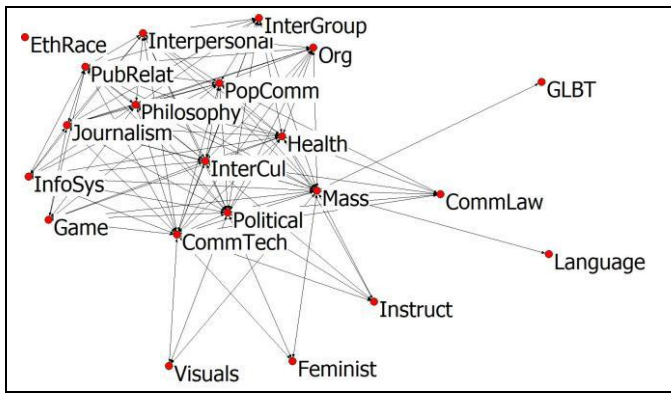 InterGroup
Interpersonal
EthRace
Org
PubRelat
PopComm
GLBT
Philosophy
Journalism
Health
InterCul
InfoSys
Mass
CommLaw
Game
Political
CommTech
Language
Instruct
Visuals
Feminist